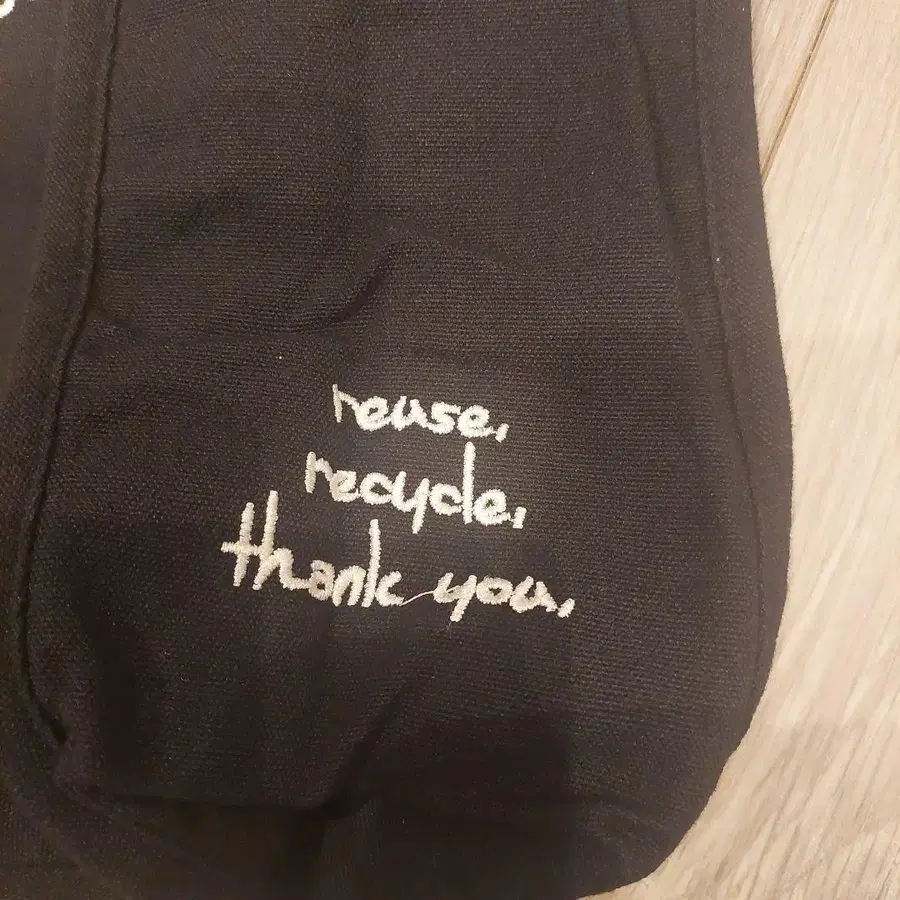 reuse,
recycle,
thank you,